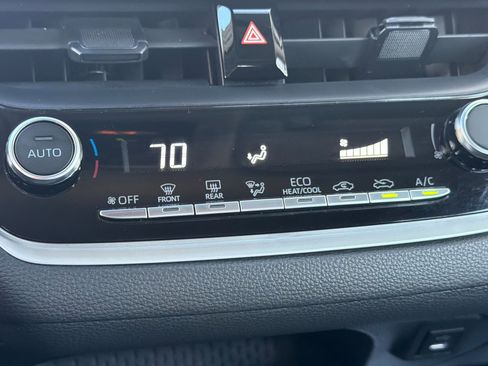 AUTO
70
OFF
FRONT
REAR
ECO
HEAT/COOL
A/C